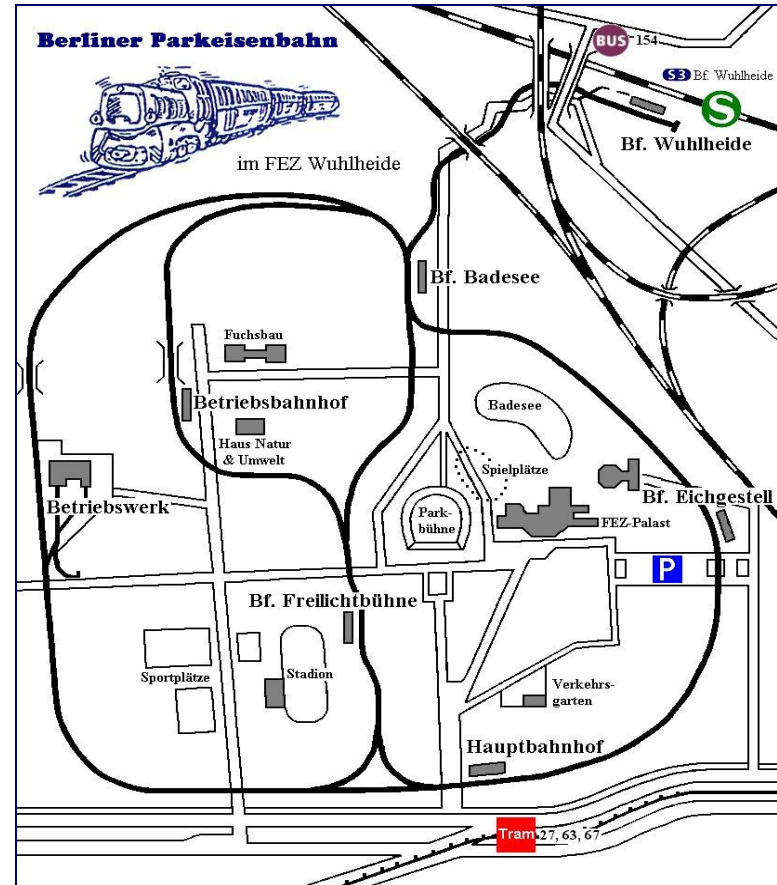 Berliner Parkeisenbahn
BUS 154
S3 Bf. Wuhlheide
S
Bf. Wuhlheide
im FEZ Wuhlheide
Bf. Badesee
Fuchsbau
Betriebsbahnhof
Badesee
Haus Natur
& Umwelt
Spielplätze
Betriebswerk
Bf. Eichgestell
Park-
bühne
FEZ-Palast
P
Bf. Freilichtbühne
Sportplätze
Stadion
Verkehrs-
garten
Hauptbahnhof
Tram 27, 63, 67